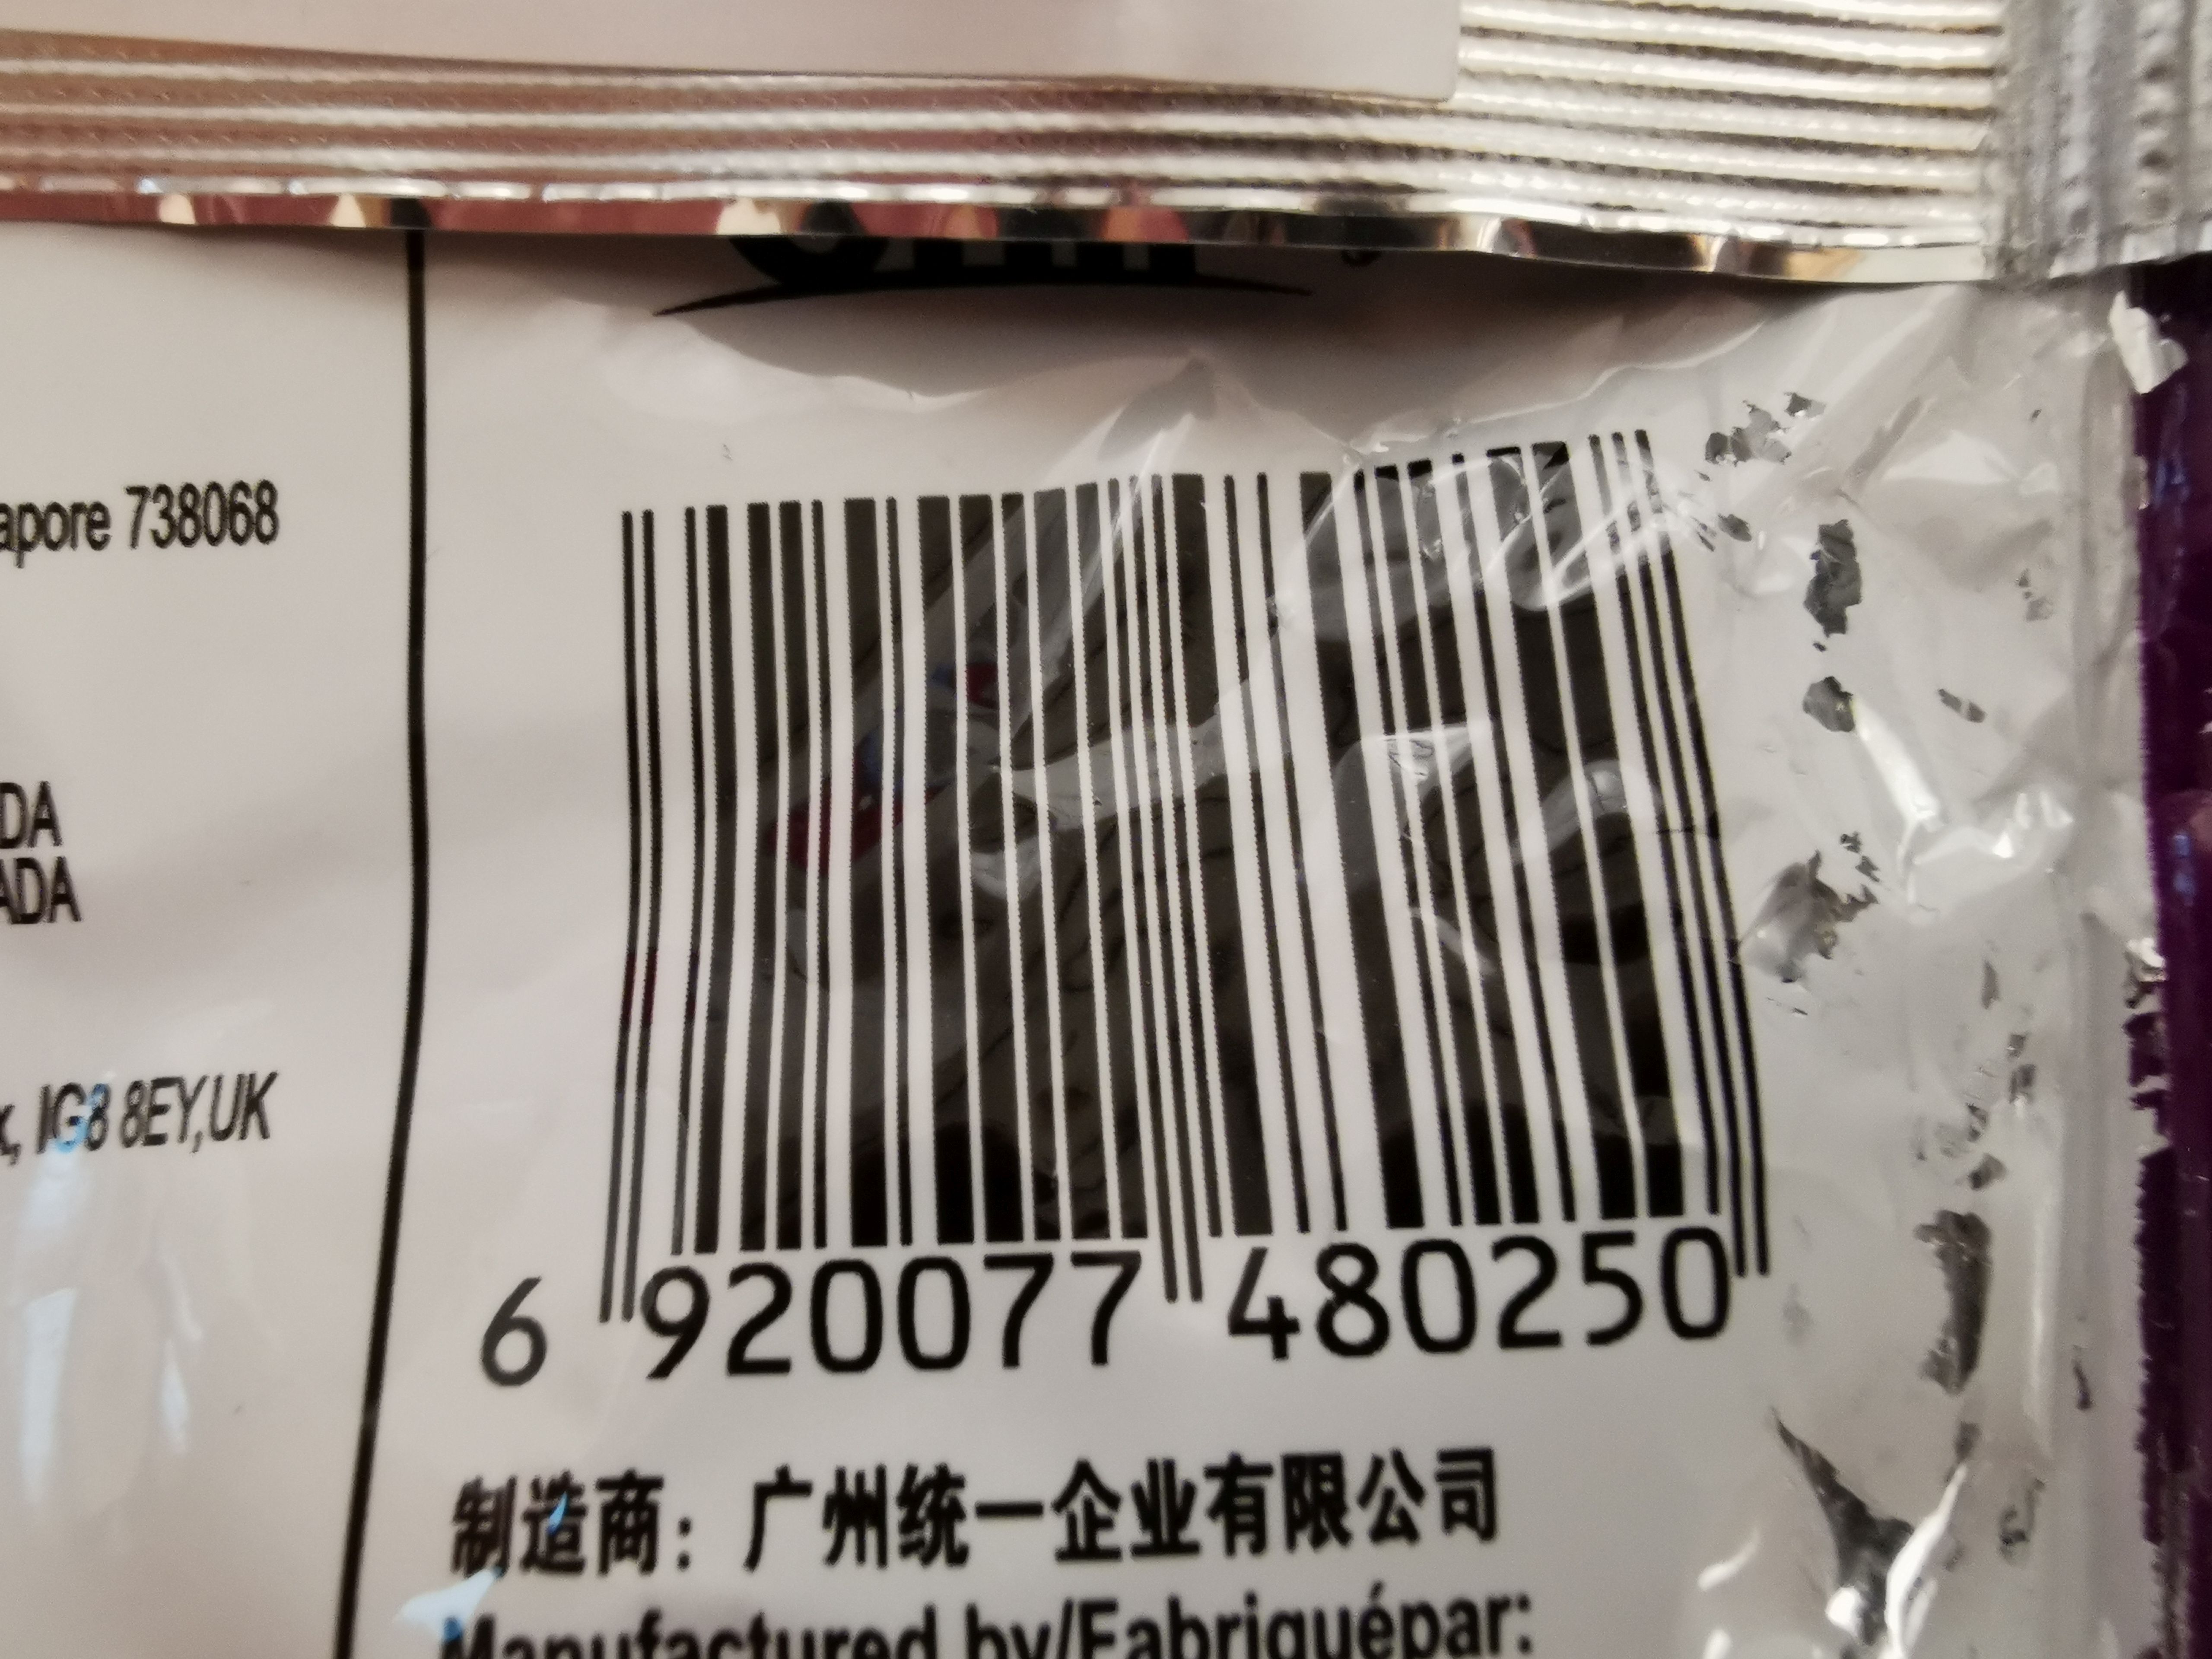 apore 738068
DA
ADA
, IG8 8EY,UK
6 920077 480250
制造商：广州统一企业有限公司
Manufactured by/Fabriquépar: